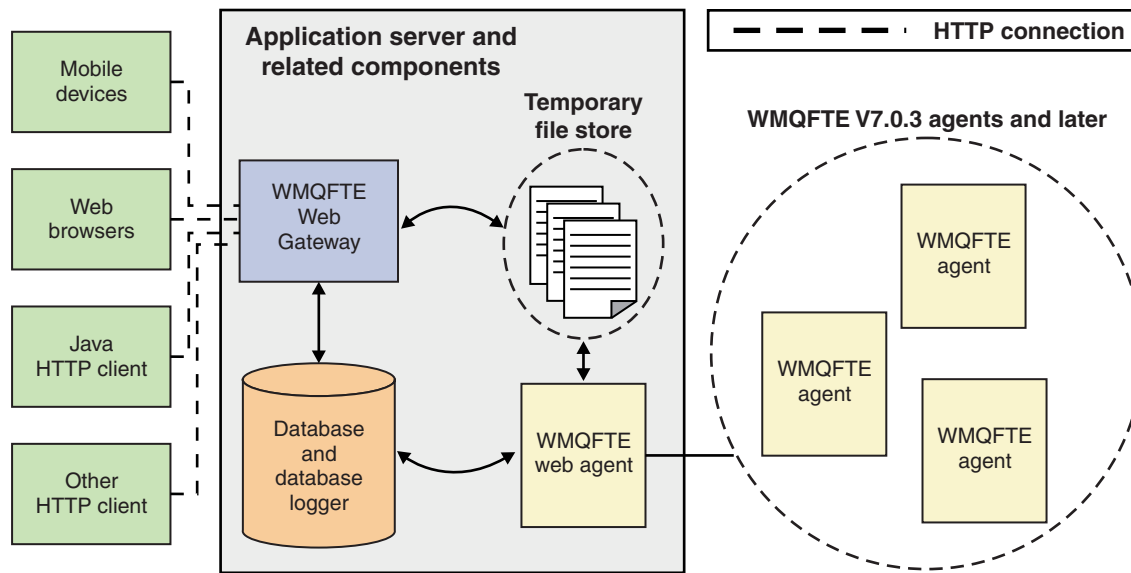 Mobile
devices
Web
browsers
Java
HTTP client
Other
HTTP client
Application server and
related components
Temporary
file store
WMQFTE
Web
Gateway
Database
and
database
logger
WMQFTE
web agent
HTTP connection
WMQFTE V7.0.3 agents and later
WMQFTE
agent
WMQFTE
agent
WMQFTE
agent